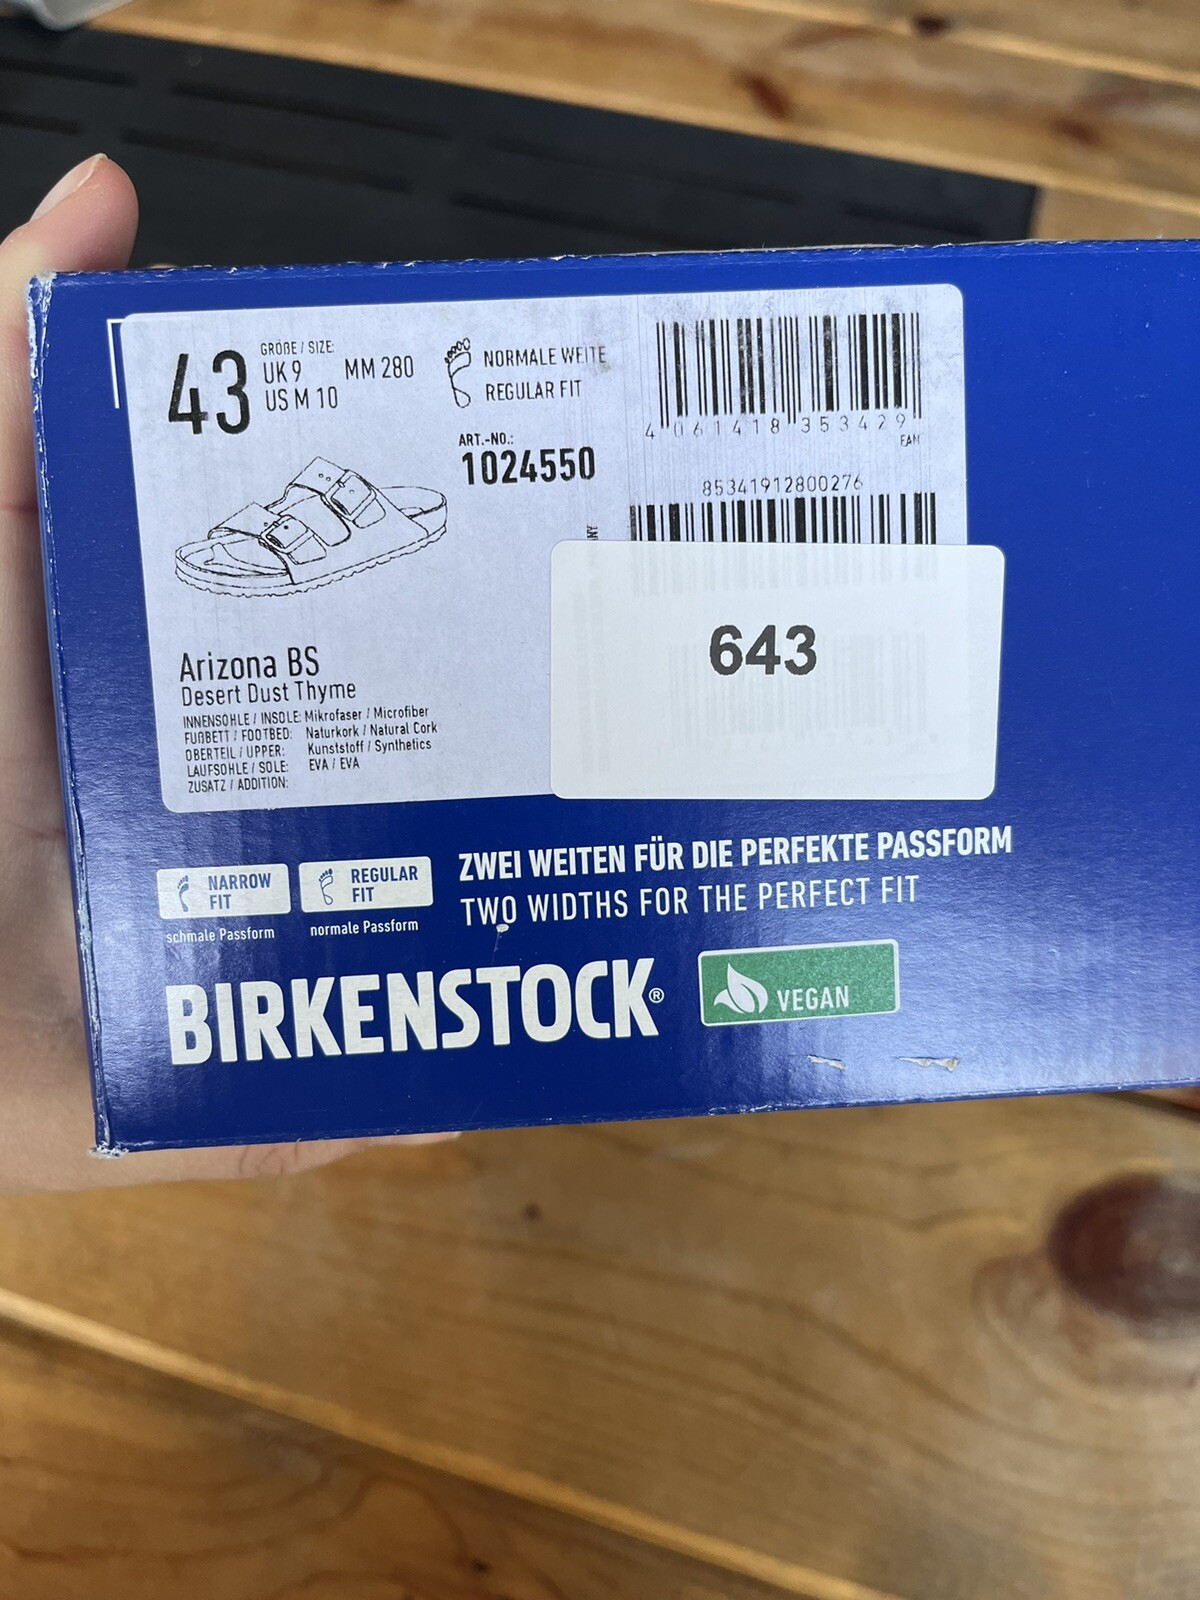 43
GRÖßE / SIZE:
UK 9
US M 10
MM 280
NORMALE WEITE
REGULAR FIT
ART.-NO.:
1024550
4 061418 353429
EAN
85341912800276
643
Arizona BS
Desert Dust Thyme
INNENSOHLE / INSOLE: Mikrofaser / Microfiber
FUßBETT / FOOTBED: Naturkork / Natural Cork
OBERTEIL / UPPER: Kunststoff / Synthetics
LAUFSOHLE / SOLE: EVA / EVA
ZUSATZ / ADDITION:
NARROW
FIT
schmale Passform
REGULAR
FIT
normale Passform
ZWEI WEITEN FÜR DIE PERFEKTE PASSFORM
TWO WIDTHS FOR THE PERFECT FIT
BIRKENSTOCK®
VEGAN